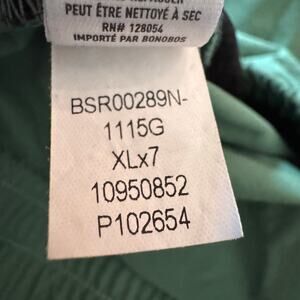 PEUT ÊTRE NETTOYÉ À SEC
RN# 128054
IMPORTÉ PAR BONOBOS
BSR00289N-
1115G
XLx7
10950852
P102654